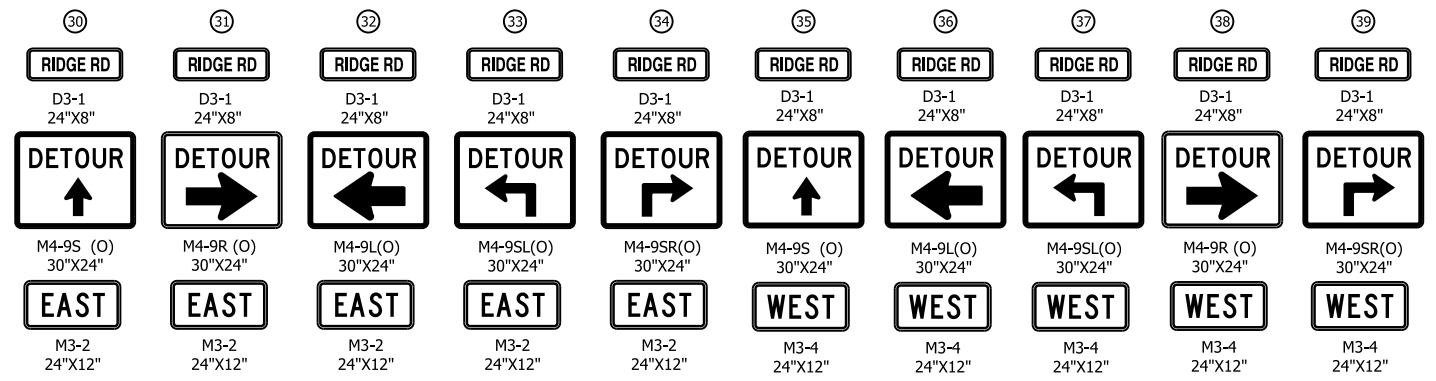 30 31 32 33 34 35 36 37 38 39
RIDGE RD RIDGE RD RIDGE RD RIDGE RD RIDGE RD RIDGE RD RIDGE RD RIDGE RD RIDGE RD RIDGE RD
D3-1 D3-1 D3-1 D3-1 D3-1 D3-1 D3-1 D3-1 D3-1 D3-1
24"X8" 24"X8" 24"X8" 24"X8" 24"X8" 24"X8" 24"X8" 24"X8" 24"X8" 24"X8"
DETOUR DETOUR DETOUR DETOUR DETOUR DETOUR DETOUR DETOUR DETOUR DETOUR
M4-9S (O) M4-9R (O) M4-9L(O) M4-9SL(O) M4-9SR(O) M4-9S (O) M4-9L(O) M4-9SL(O) M4-9R (O) M4-9SR(O)
30"X24" 30"X24" 30"X24" 30"X24" 30"X24" 30"X24" 30"X24" 30"X24" 30"X24" 30"X24"
EAST EAST EAST EAST EAST WEST WEST WEST WEST WEST
M3-2 M3-2 M3-2 M3-2 M3-2 M3-4 M3-4 M3-4 M3-4 M3-4
24"X12" 24"X12" 24"X12" 24"X12" 24"X12" 24"X12" 24"X12" 24"X12" 24"X12" 24"X12"